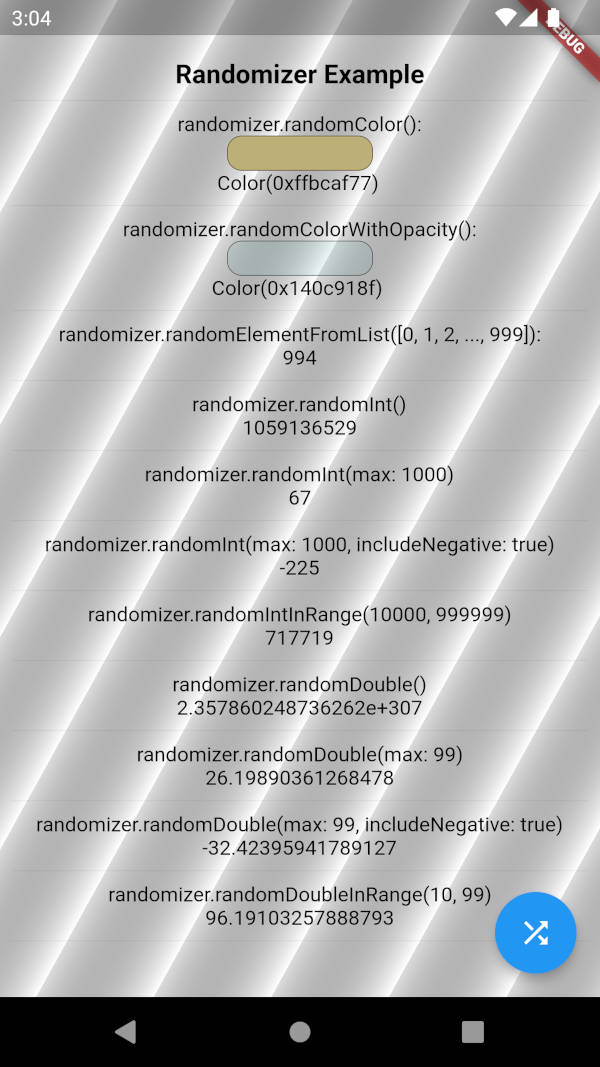 3:04
EBUG
Randomizer Example
randomizer.randomColor():
Color(0xffbcaf77)
randomizer.randomColorWithOpacity():
Color(0x140c918f)
randomizer.randomElementFromList([0, 1, 2, ..., 999]):
994
randomizer.randomInt()
1059136529
randomizer.randomInt(max: 1000)
67
randomizer.randomInt(max: 1000, includeNegative: true)
-225
randomizer.randomIntInRange(10000, 999999)
717719
randomizer.randomDouble()
2.357860248736262e+307
randomizer.randomDouble(max: 99)
26.19890361268478
randomizer.randomDouble(max: 99, includeNegative: true)
-32.42395941789127
randomizer.randomDoubleInRange(10, 99)
96.19103257888793